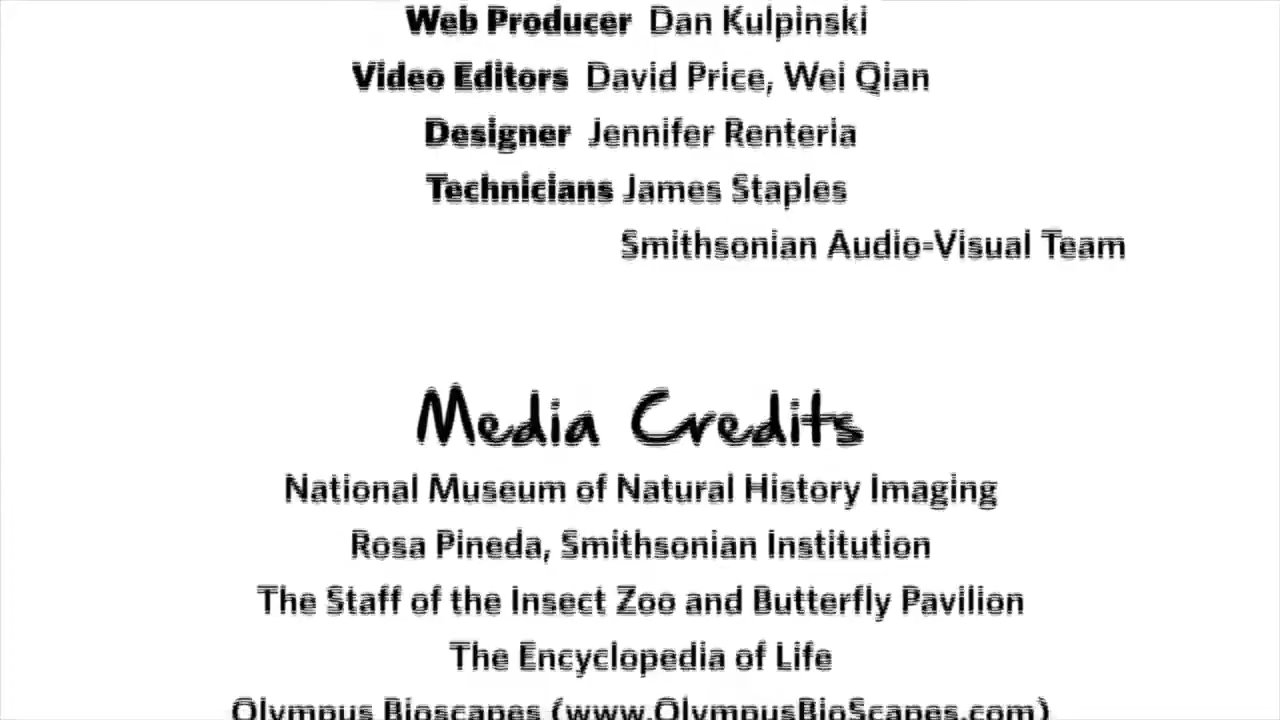 Web Producer Dan Kulpinski
Video Editors David Price, Wei Qian
Designer Jennifer Renteria
Technicians James Staples
Smithsonian Audio-Visual Team
Media Credits
National Museum of Natural History Imaging
Rosa Pineda, Smithsonian Institution
The Staff of the Insect Zoo and Butterfly Pavilion
The Encyclopedia of Life
Olympus Bioscapes (www.OlympusBioScapes.com)